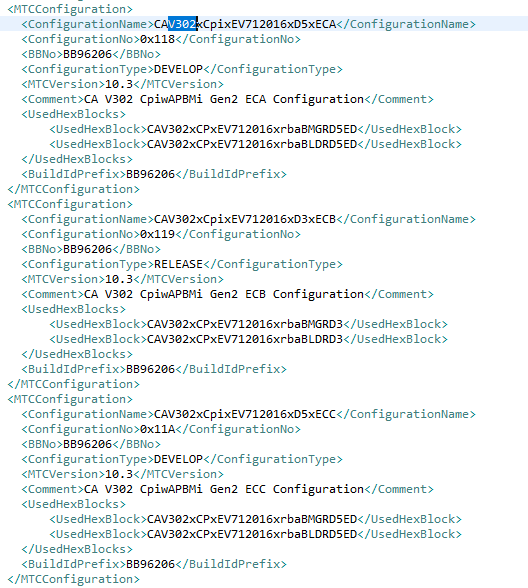 <MTCConfiguration>
<ConfigurationName>CAV302xCpixEV712016xD5xECA</ConfigurationName>
<ConfigurationNo>0x118</ConfigurationNo>
<BBNo>BB96206</BBNo>
<ConfigurationType>DEVELOP</ConfigurationType>
<MTCVersion>10.3</MTCVersion>
<Comment>CA V302 CpiwAPBMi Gen2 ECA Configuration</Comment>
<UsedHexBlocks>
<UsedHexBlock>CAV302xCPxEV712016xrbaBMGRD5ED</UsedHexBlock>
<UsedHexBlock>CAV302xCPxEV712016xrbaBLDRD5ED</UsedHexBlock>
</UsedHexBlocks>
<BuildIdPrefix>BB96206</BuildIdPrefix>
</MTCConfiguration>
<MTCConfiguration>
<ConfigurationName>CAV302xCpixEV712016xD3xECB</ConfigurationName>
<ConfigurationNo>0x119</ConfigurationNo>
<BBNo>BB96206</BBNo>
<ConfigurationType>RELEASE</ConfigurationType>
<MTCVersion>10.3</MTCVersion>
<Comment>CA V302 CpiwAPBMi Gen2 ECB Configuration</Comment>
<UsedHexBlocks>
<UsedHexBlock>CAV302xCPxEV712016xrbaBMGRD3</UsedHexBlock>
<UsedHexBlock>CAV302xCPxEV712016xrbaBLDRD3</UsedHexBlock>
</UsedHexBlocks>
<BuildIdPrefix>BB96206</BuildIdPrefix>
</MTCConfiguration>
<MTCConfiguration>
<ConfigurationName>CAV302xCpixEV712016xD5xECC</ConfigurationName>
<ConfigurationNo>0x11A</ConfigurationNo>
<BBNo>BB96206</BBNo>
<ConfigurationType>DEVELOP</ConfigurationType>
<MTCVersion>10.3</MTCVersion>
<Comment>CA V302 CpiwAPBMi Gen2 ECC Configuration</Comment>
<UsedHexBlocks>
<UsedHexBlock>CAV302xCPxEV712016xrbaBMGRD5ED</UsedHexBlock>
<UsedHexBlock>CAV302xCPxEV712016xrbaBLDRD5ED</UsedHexBlock>
</UsedHexBlocks>
<BuildIdPrefix>BB96206</BuildIdPrefix>
</MTCConfiguration>